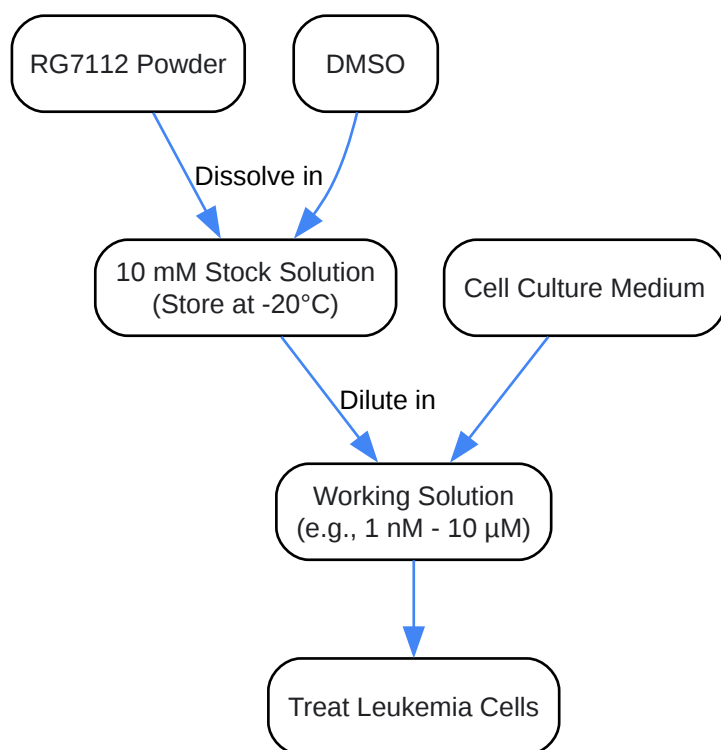 RG7112 Powder
DMSO
Dissolve in
10 mM Stock Solution
(Store at -20°C)
Cell Culture Medium
Dilute in
Working Solution
(e.g., 1 nM - 10 µM)
Treat Leukemia Cells